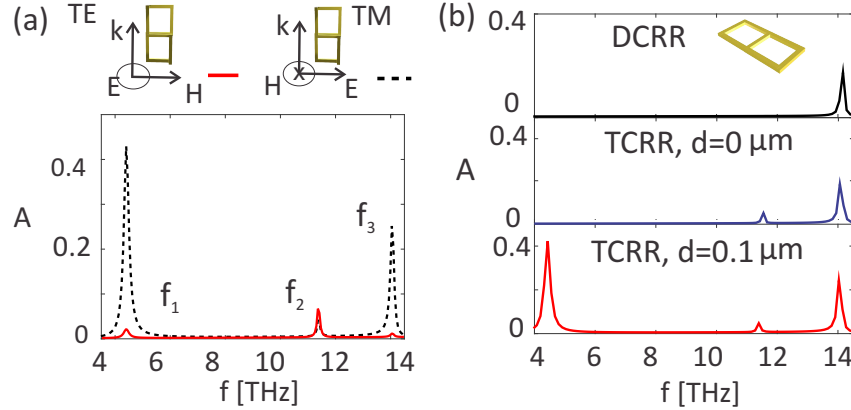 (a)
TE
TM
k
k
E
H
H
x
E
0.4
A
0.2
0
f₁
f₂
f₃
4
6
8
10
12
14
f [THz]
(b)
0.4
DCRR
0
TCRR, d=0 μm
A
0
0.4
TCRR, d=0.1 μm
0
4
6
8
10
12
14
f [THz]